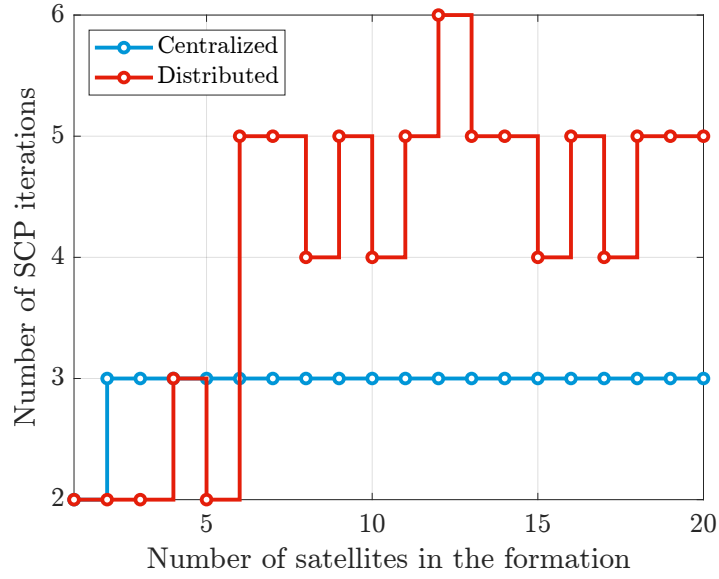 6
5
4
3
2
Number of SCP iterations
Centralized
Distributed
5
10
15
20
Number of satellites in the formation